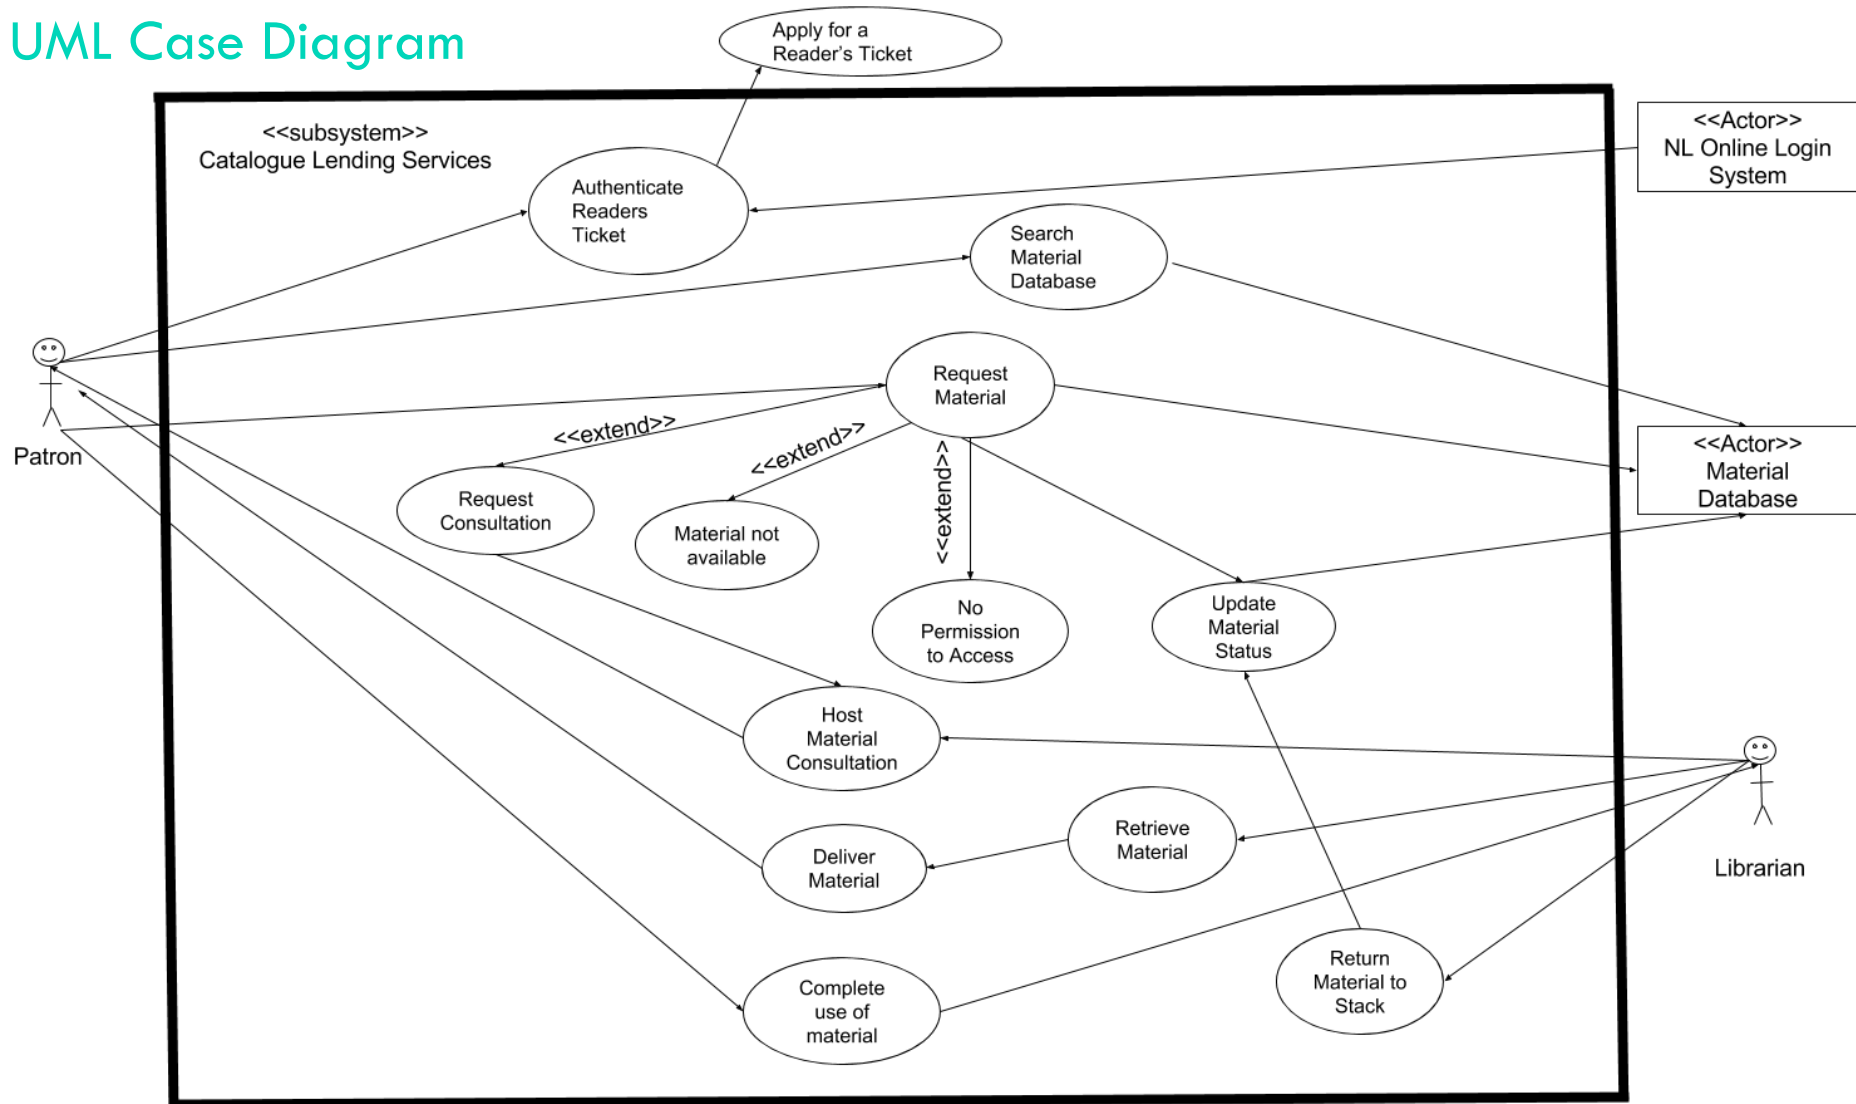 UML Case Diagram
Apply for a
Reader's Ticket
<<subsystem>>
Catalogue Lending Services
<<Actor>>
NL Online Login
System
Authenticate
Readers
Ticket
Search
Material
Database
Request
Material
Patron
<<extend>>
<<extend>>
<<extend>>
<<Actor>>
Material
Database
Request
Consultation
Material not
available
No
Permission
to Access
Update
Material
Status
Host
Material
Consultation
Retrieve
Material
Deliver
Material
Librarian
Return
Material to
Stack
Complete
use of
material